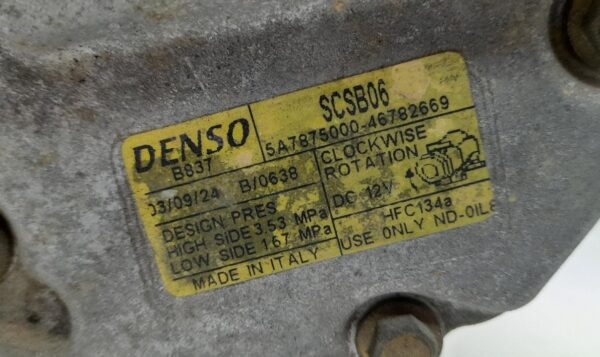 DENSO
B837
SCSB06
5A7875000-46782669
03/09/24 B/0638
CLOCKWISE
ROTATION
DC 12V
DESIGN PRES
HIGH SIDE 3.53 MPa
LOW SIDE 1.67 MPa
HFC134a
USE ONLY ND-OIL8
MADE IN ITALY